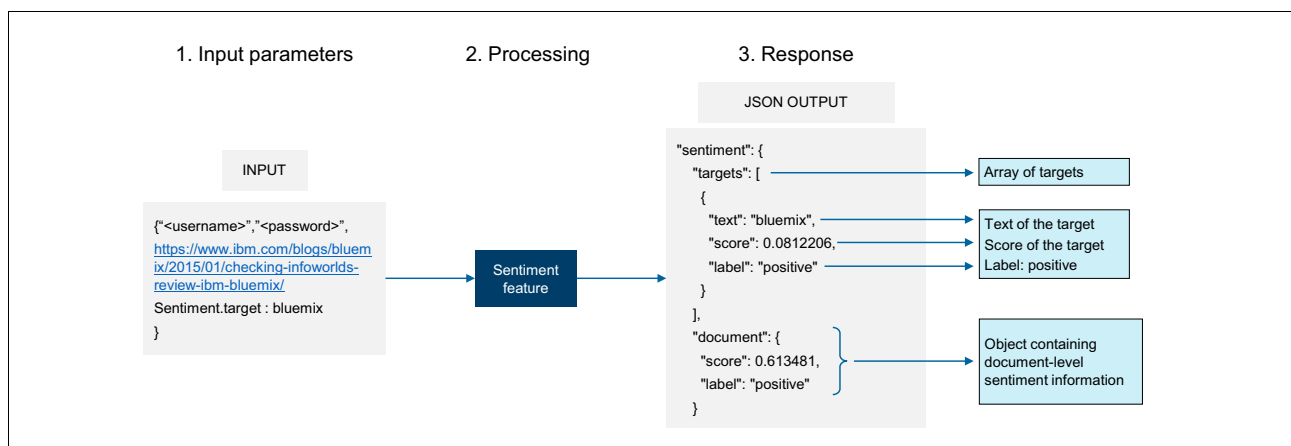 1. Input parameters
2. Processing
3. Response
INPUT
{“<username>”,"<password>”,
https://www.ibm.com/blogs/bluem
ix/2015/01/checking-infoworlds-
review-ibm-bluemix/
Sentiment.target : bluemix
}
Sentiment
feature
JSON OUTPUT
"sentiment": {
"targets": [
{
"text": "bluemix",
"score": 0.0812206,
"label": "positive"
}
],
"document": {
"score": 0.613481,
"label": "positive"
}
Array of targets
Text of the target
Score of the target
Label: positive
Object containing
document-level
sentiment information